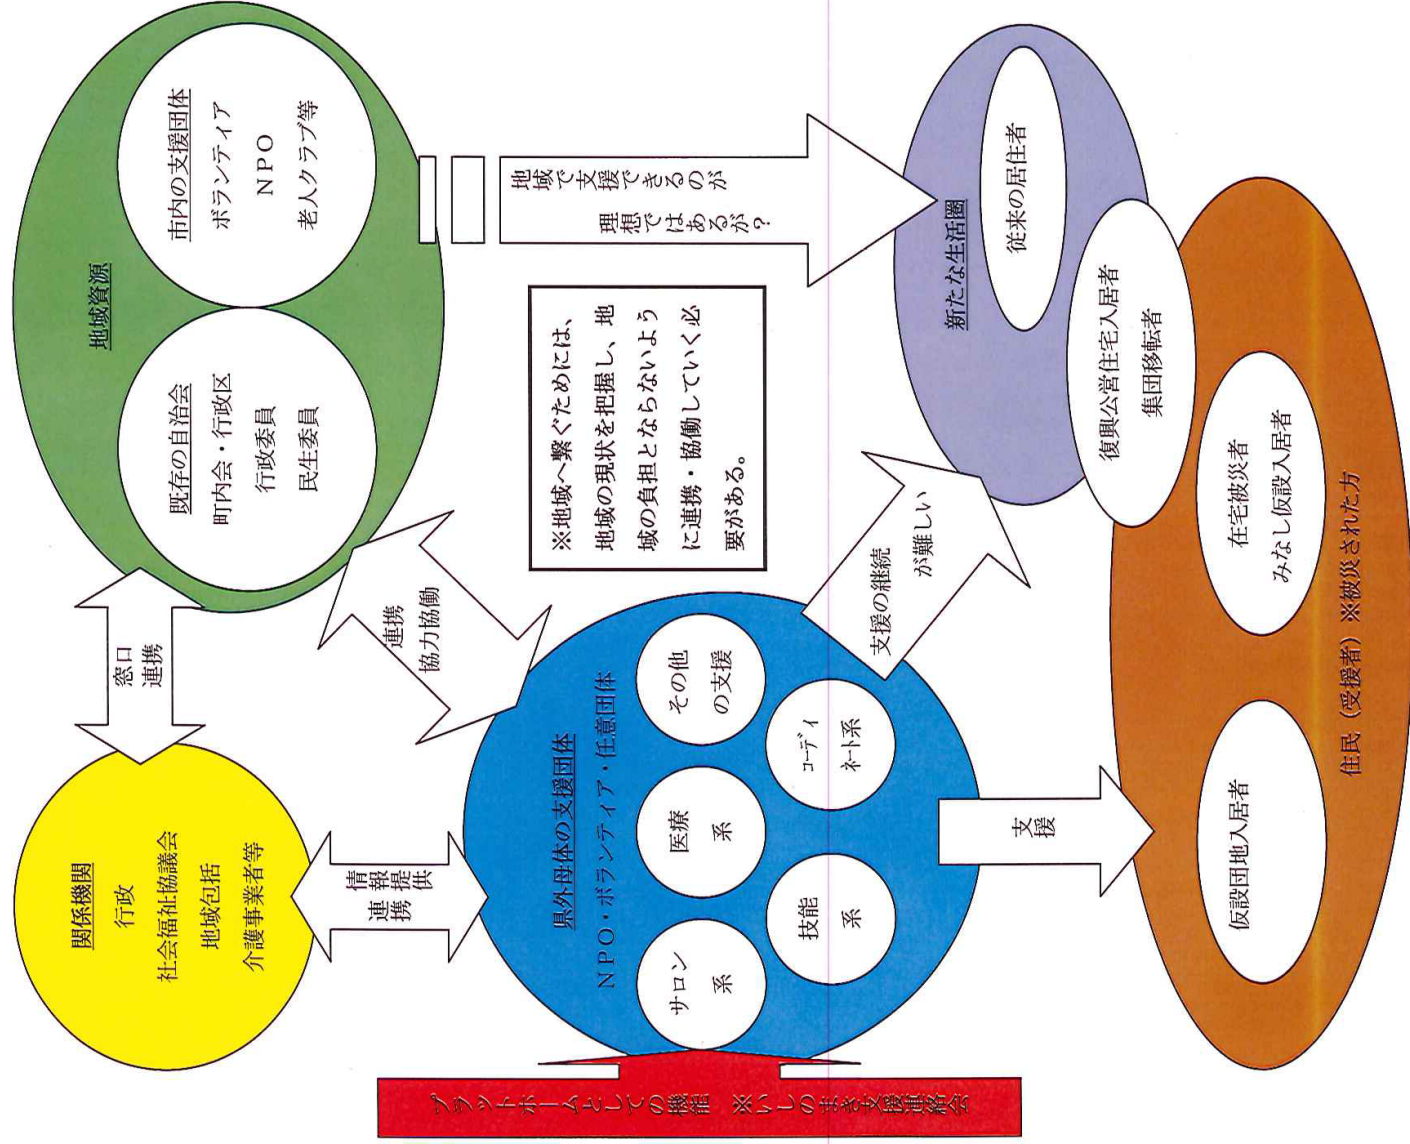 関係機関
行政
社会福祉協議会
地域包括
介護事業者等
窓口
連携
地域資源
既存の自治会
町内会・行政区
行政委員
民生委員
市内の支援団体
ボランティア
NPO
老人クラブ等
情報提供
連携
連携
協力協働
地域で支援できるのが
理想ではあるが?
※地域へ繋ぐためには、
地域の現状を把握し、地
域の負担とならないよう
に連携・協働していく必
要がある。
県外母体の支援団体
NPO・ボランティア・任意団体
サロン
系
医療
系
その他
の支援
技能
系
コーディ
ネート系
プラットホームとしての機能 ※いしのまき支援連絡会
支援の継続
が難しい
支援
新たな生活圏
従来の居住者
復興公営住宅入居者
集団移転者
仮設団地入居者
在宅被災者
みなし仮設入居者
住民(受援者)※被災された方